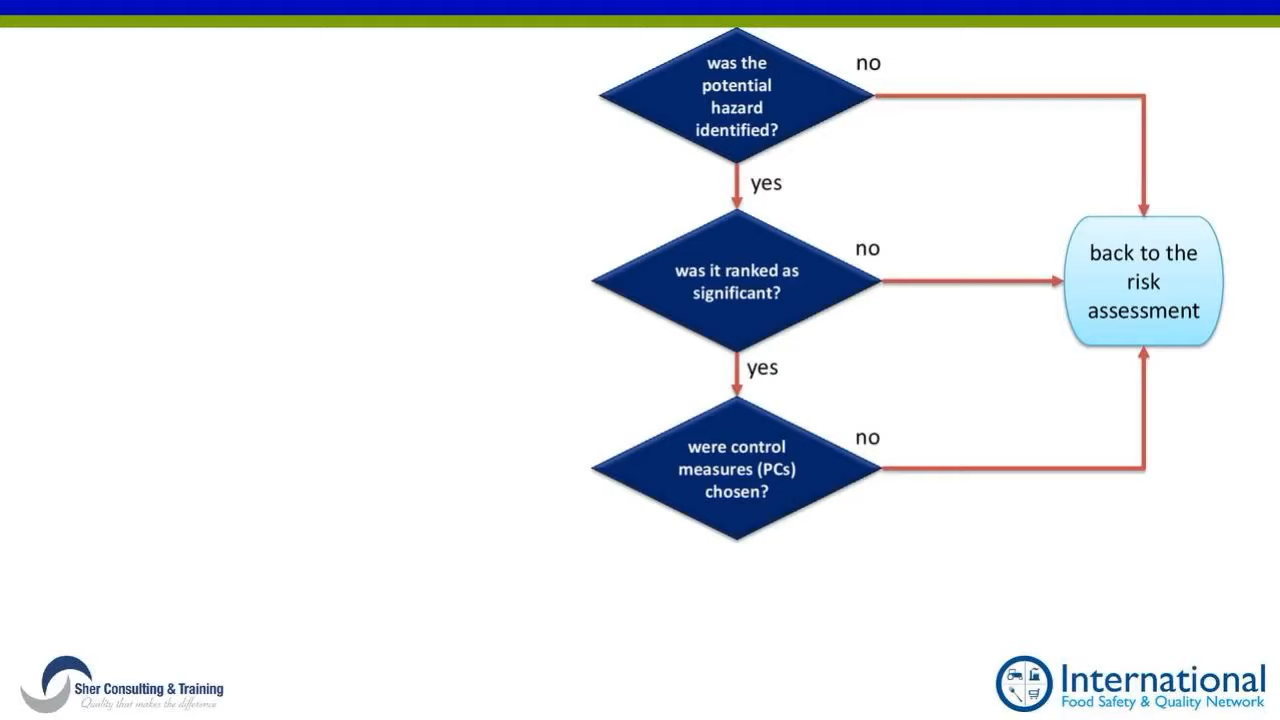 was the
potential
hazard
identified?
no
yes
was it ranked as
significant?
no
back to the
risk
assessment
yes
were control
measures (PCs)
chosen?
no
Sher Consulting & Training
Quality that makes the difference
International
Food Safety & Quality Network